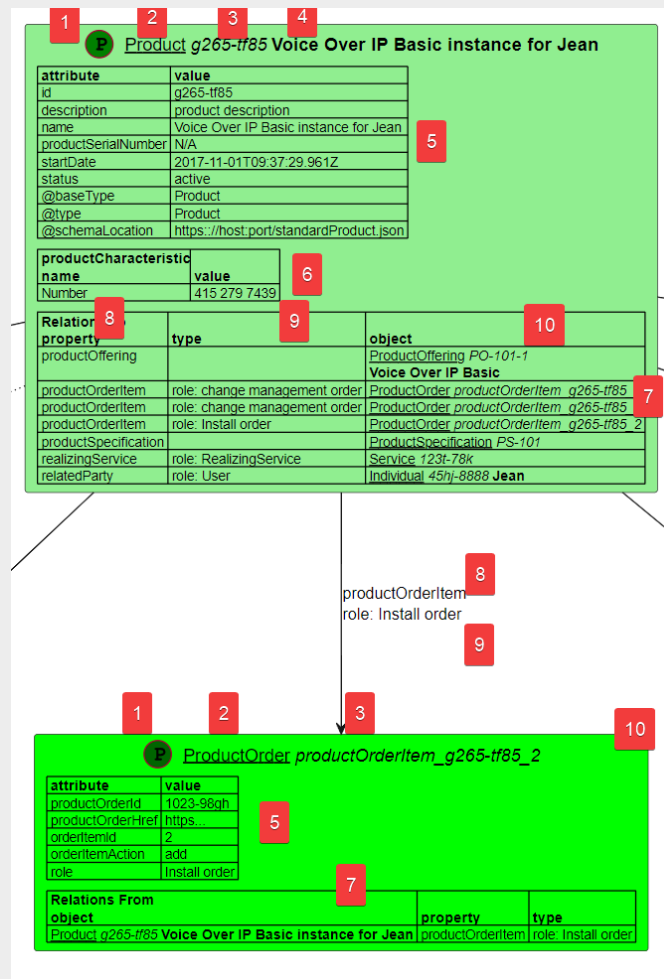 1 2 3 4
P Product g265-tf85 Voice Over IP Basic instance for Jean
attribute value
id g265-tf85
description product description
name Voice Over IP Basic instance for Jean
productSerialNumber N/A
startDate 2017-11-01T09:37:29.961Z
5
status active
@baseType Product
@type Product
@schemaLocation https:://host:port/standardProduct.json
productCharacteristic
name value
6
Number 415 279 7439
8 9 10
property type object
productOffering ProductOffering PO-101-1
Voice Over IP Basic
productOrderItem role: change management order ProductOrder productOrderItem_g265-tf85
7
productOrderItem role: change management order ProductOrder productOrderItem_g265-tf85
productOrderItem role: Install order ProductOrder productOrderItem_g265-tf85_2
productSpecification ProductSpecification PS-101
realizingService role: RealizingService Service 123t-78k
relatedParty role: User Individual 45hj-8888 Jean
8
productOrderItem
role: Install order
9
1 2 3 10
P ProductOrder productOrderItem_g265-tf85_2
attribute value
productOrderId 1023-98gh
productOrderHref https...
5
orderItemId 2
orderItemAction add
role Install order
7
Relations From
object property type
Product g265-tf85 Voice Over IP Basic instance for Jean productOrderItem role: Install order